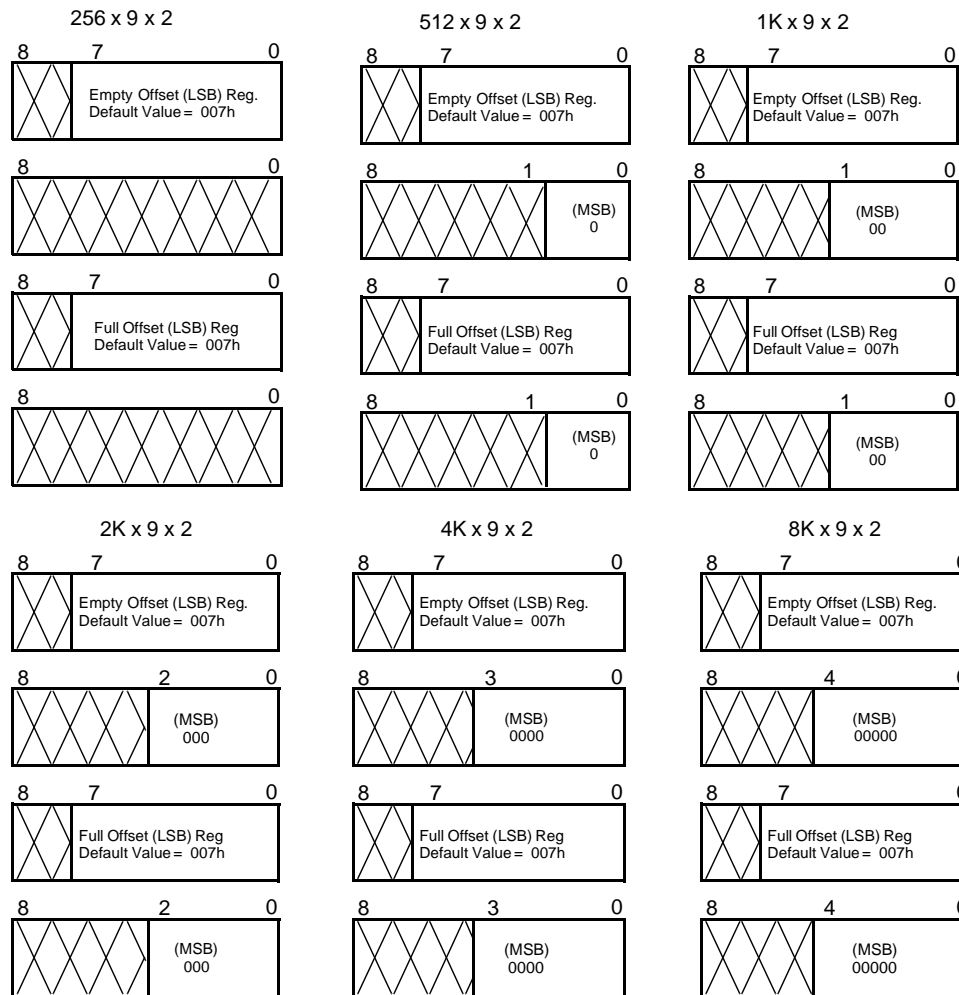 256 x 9 x 2
512 x 9 x 2
1K x 9 x 2
8 7 0
8 7 0
8 7 0
Empty Offset (LSB) Reg.
Default Value = 007h
Empty Offset (LSB) Reg.
Default Value = 007h
Empty Offset (LSB) Reg.
Default Value = 007h
8 0
8 1 0
8 1 0
(MSB)
0
(MSB)
00
8 7 0
8 7 0
8 7 0
Full Offset (LSB) Reg
Default Value = 007h
Full Offset (LSB) Reg
Default Value = 007h
Full Offset (LSB) Reg
Default Value = 007h
8 0
8 1 0
8 1 0
(MSB)
0
(MSB)
00
2K x 9 x 2
4K x 9 x 2
8K x 9 x 2
8 7 0
8 7 0
8 7 0
Empty Offset (LSB) Reg.
Default Value = 007h
Empty Offset (LSB) Reg.
Default Value = 007h
Empty Offset (LSB) Reg.
Default Value = 007h
8 2 0
8 3 0
8 4 0
(MSB)
000
(MSB)
0000
(MSB)
00000
8 7 0
8 7 0
8 7 0
Full Offset (LSB) Reg
Default Value = 007h
Full Offset (LSB) Reg
Default Value = 007h
Full Offset (LSB) Reg
Default Value = 007h
8 2 0
8 3 0
8 4 0
(MSB)
000
(MSB)
0000
(MSB)
00000